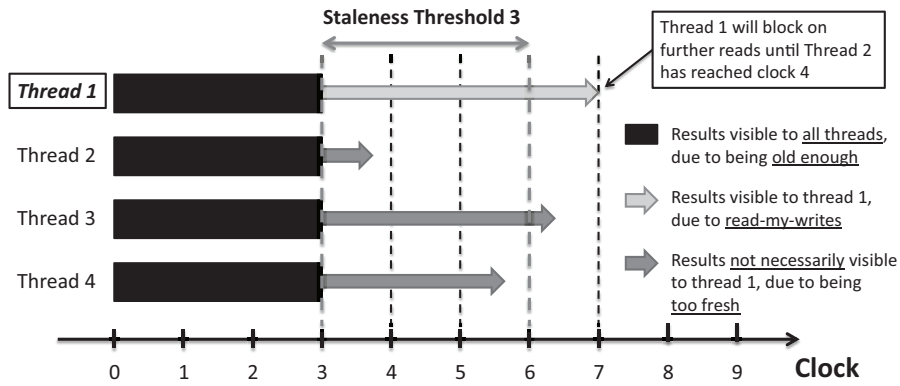 Staleness Threshold 3
Thread 1 will block on
further reads until Thread 2
has reached clock 4
Thread 1
Thread 2
Thread 3
Thread 4
Results visible to all threads,
due to being old enough
Results visible to thread 1,
due to read-my-writes
Results not necessarily visible
to thread 1, due to being
too fresh
0 1 2 3 4 5 6 7 8 9 Clock